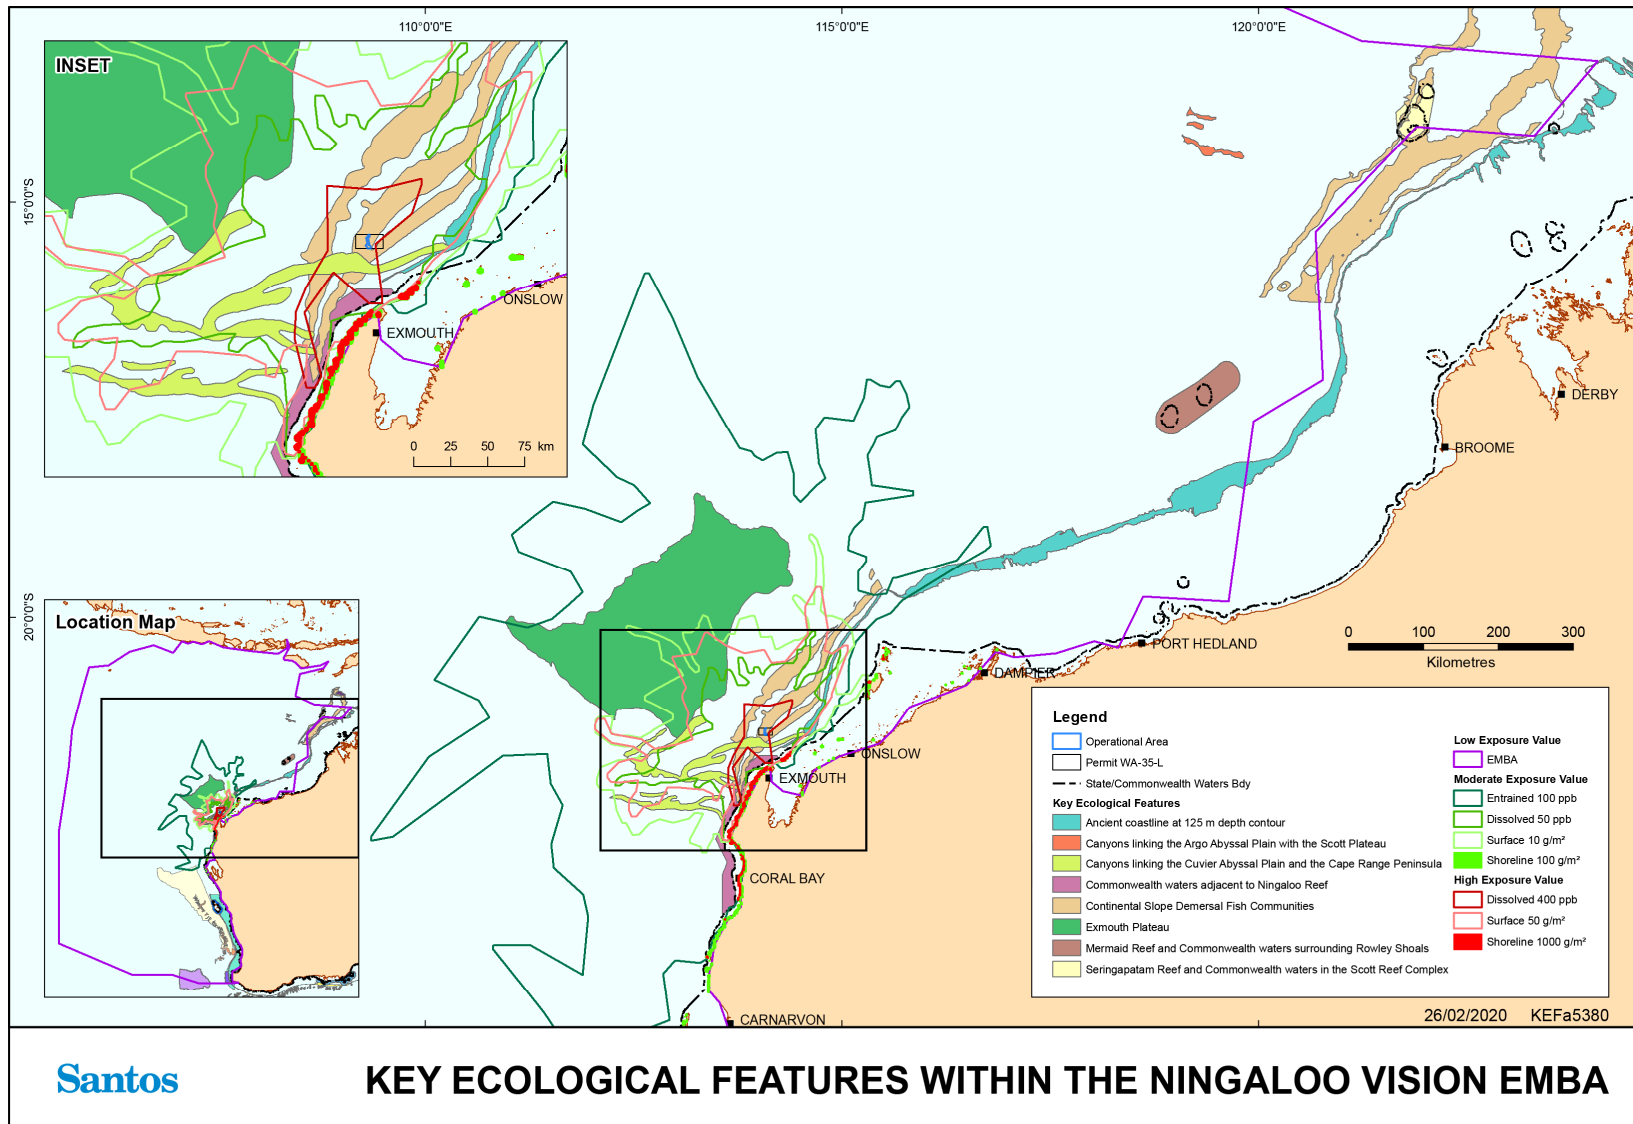 110°0'0"E
115°0'0"E
120°0'0"E
15°0'0"S
20°0'0"S
INSET
ONSLOW
EXMOUTH
0 25 50 75 km
DERBY
BROOME
PORT HEDLAND
DAMPIER
ONSLOW
EXMOUTH
CORAL BAY
CARNARVON
Location Map
0 100 200 300
Kilometres
Legend
Operational Area
Permit WA-35-L
State/Commonwealth Waters Bdy
Key Ecological Features
Ancient coastline at 125 m depth contour
Canyons linking the Argo Abyssal Plain with the Scott Plateau
Canyons linking the Cuvier Abyssal Plain and the Cape Range Peninsula
Commonwealth waters adjacent to Ningaloo Reef
Continental Slope Demersal Fish Communities
Exmouth Plateau
Mermaid Reef and Commonwealth waters surrounding Rowley Shoals
Seringapatam Reef and Commonwealth waters in the Scott Reef Complex
Low Exposure Value
EMBA
Moderate Exposure Value
Entrained 100 ppb
Dissolved 50 ppb
Surface 10 g/m²
Shoreline 100 g/m²
High Exposure Value
Dissolved 400 ppb
Surface 50 g/m²
Shoreline 1000 g/m²
26/02/2020 KEFa5380
Santos
KEY ECOLOGICAL FEATURES WITHIN THE NINGALOO VISION EMBA